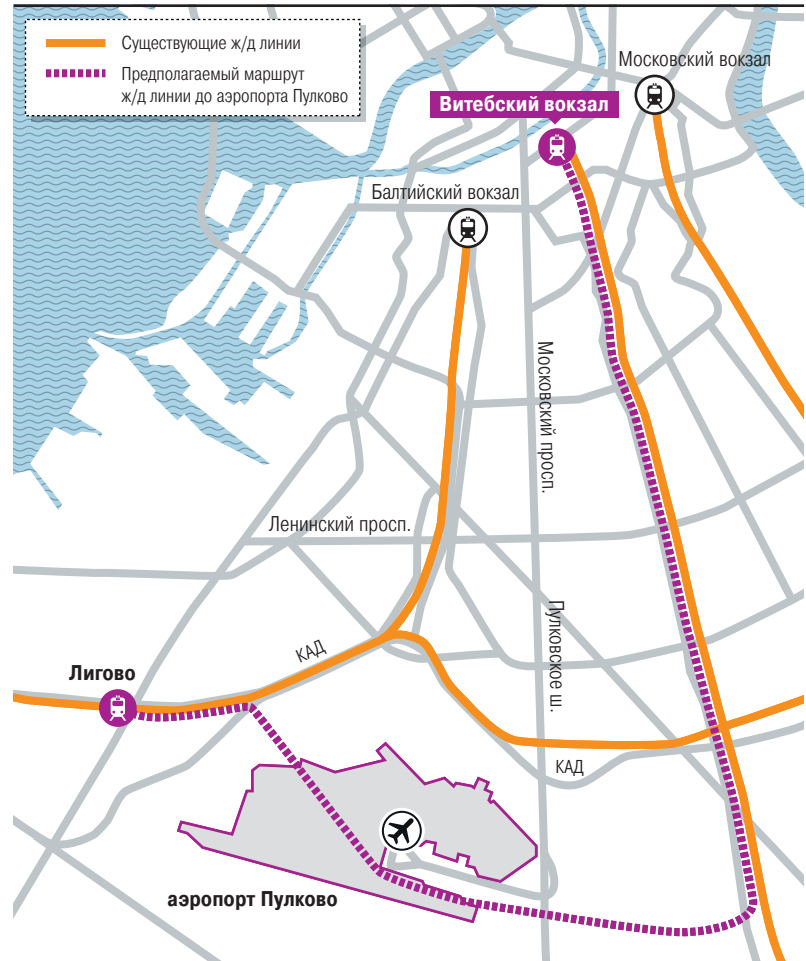 Существующие ж/д линии
Предполагаемый маршрут
ж/д линии до аэропорта Пулково
Московский вокзал
Витебский вокзал
Балтийский вокзал
Московский просп.
Ленинский просп.
Пулковское ш.
КАД
Лигово
КАД
аэропорт Пулково